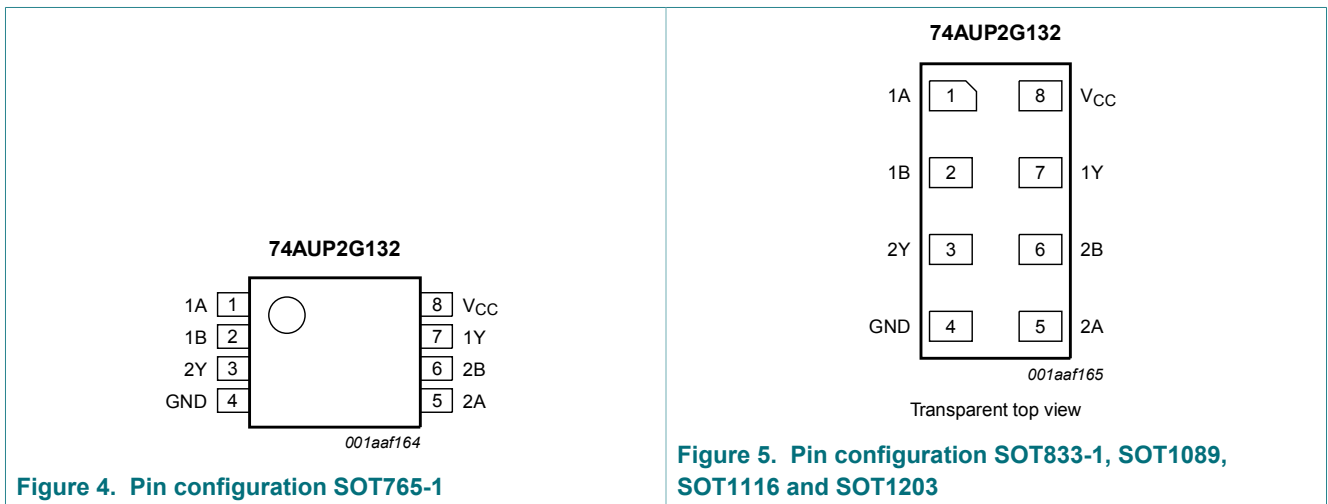 74AUP2G132
1A 1 8 VCC
1B 2 7 1Y
2Y 3 6 2B
GND 4 5 2A
001aaf164
Figure 4. Pin configuration SOT765-1
74AUP2G132
1A 1 8 VCC
1B 2 7 1Y
2Y 3 6 2B
GND 4 5 2A
001aaf165
Transparent top view
Figure 5. Pin configuration SOT833-1, SOT1089,
SOT1116 and SOT1203